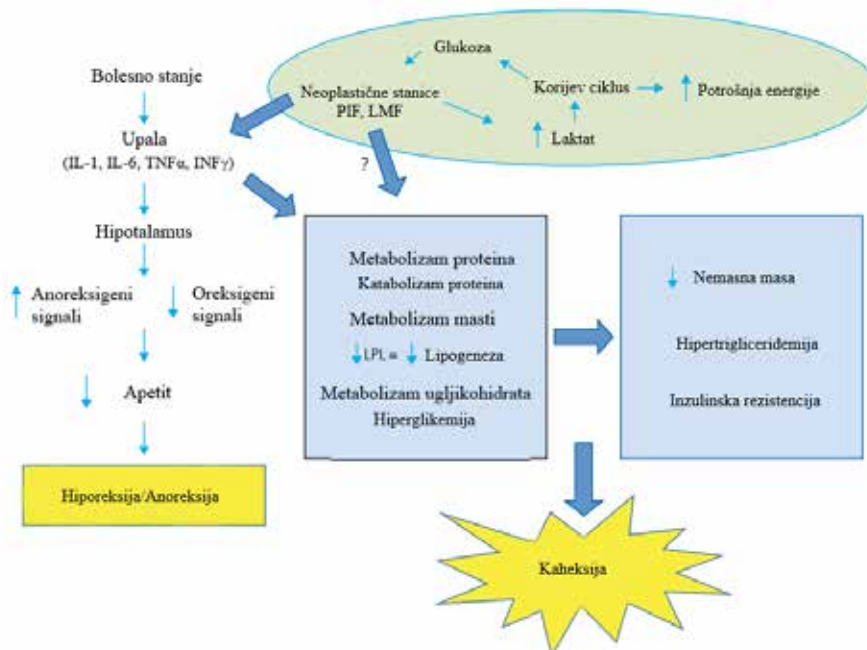 Glukoza
Bolesno stanje
Neoplastične stanice
PIF, LMF
Korijev ciklus
Potrošnja energije
Laktat
Upala
(IL-1, IL-6, TNFα, INFγ)
?
Hipotalamus
Anoreksigeni
signali
Oreksigeni
signali
Apetit
Hiporeksija/Anoreksija
Metabolizam proteina
Katabolizam proteina
Metabolizam masti
LPL = Lipogeneza
Metabolizam ugljikohidrata
Hiperglikemija
Nemasna masa
Hipertrigliceridemija
Inzulinska rezistencija
Kaheksija